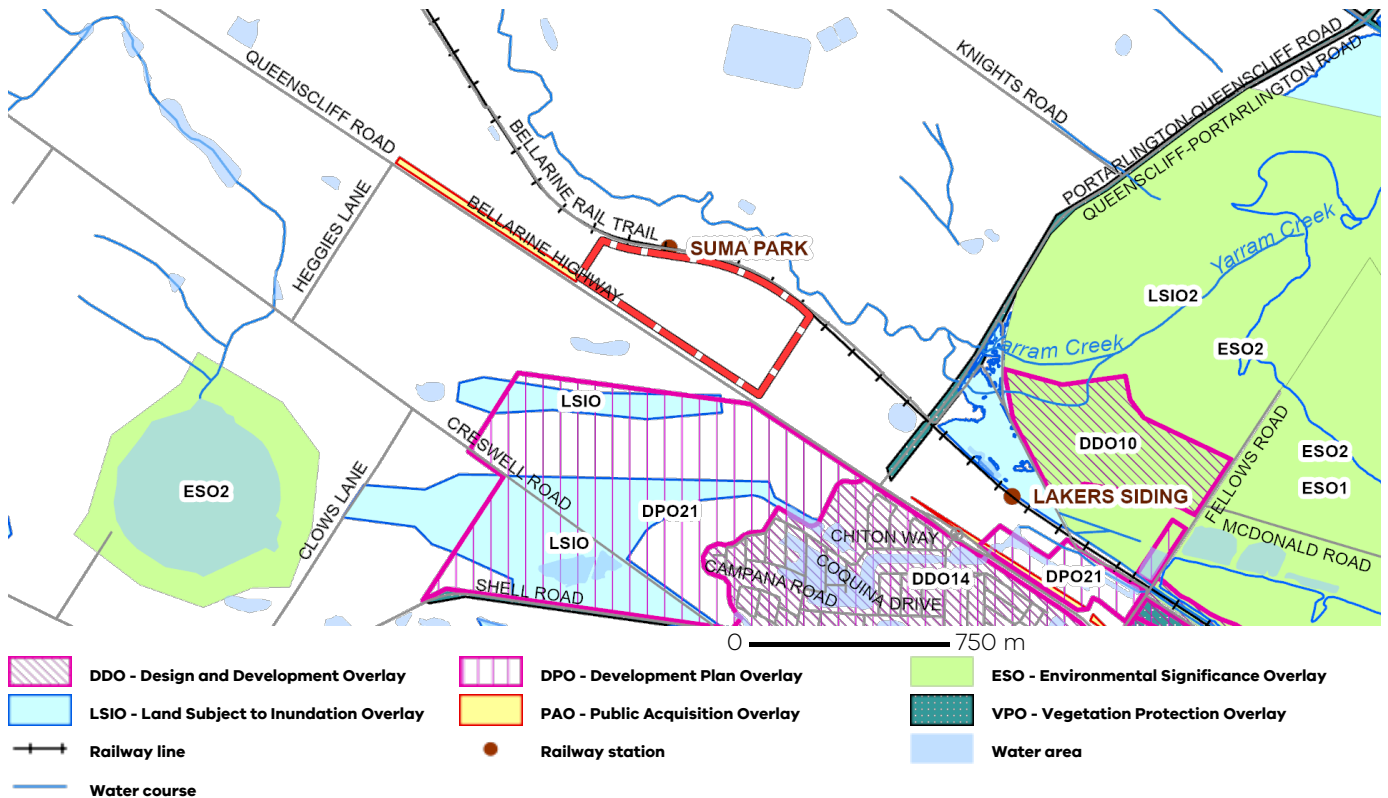 QUEENSCLIFF ROAD
KNIGHTS ROAD
PORTARLINGTON-QUEENSCLIFF ROAD
QUEENSCLIFF-PORTARLINGTON ROAD
BELLARINE RAIL TRAIL
HEGGIES LANE
BELLARINE HIGHWAY
SUMA PARK
Yarram Creek
LSIO2
arram Creek
ESO2
LSIO
DDO10
CRESWELL ROAD
FELLOWS ROAD
ESO2
ESO2
ESO1
CLOWS LANE
LAKERS SIDING
DPO21
LSIO
CHITON WAY
MCDONALD ROAD
CAMPANA ROAD
COQUINA DRIVE
DDO14
DPO21
SHELL ROAD
0 750 m
DDO - Design and Development Overlay
DPO - Development Plan Overlay
ESO - Environmental Significance Overlay
LSIO - Land Subject to Inundation Overlay
PAO - Public Acquisition Overlay
VPO - Vegetation Protection Overlay
Railway line
Railway station
Water area
Water course